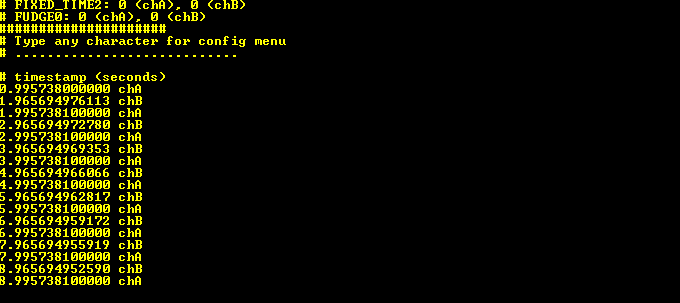 # FIXED_TIME2: 0 (chA), 0 (chB)
# FUDGE0: 0 (chA), 0 (chB)
######################
# Type any character for config menu
# ............................
# timestamp (seconds)
0.995738000000 chA
1.965694976113 chB
1.995738100000 chA
2.965694972780 chB
2.995738100000 chA
3.965694969353 chB
3.995738100000 chA
4.965694966066 chB
4.995738100000 chA
5.965694962817 chB
5.995738100000 chA
6.965694959172 chB
6.995738100000 chA
7.965694955919 chB
7.995738100000 chA
8.965694952590 chB
8.995738100000 chA